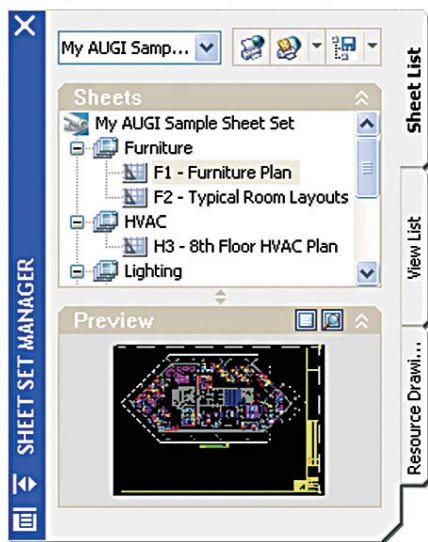 My AUGI Samp...
Sheets
My AUGI Sample Sheet Set
Furniture
F1 - Furniture Plan
F2 - Typical Room Layouts
HVAC
H3 - 8th Floor HVAC Plan
Lighting
Preview
Sheet List
View List
Resource Drawi...
SHEET SET MANAGER